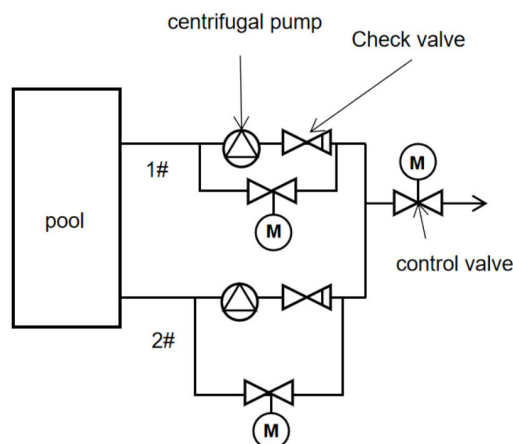 centrifugal pump
Check valve
M
1#
pool
M
control valve
2#
M